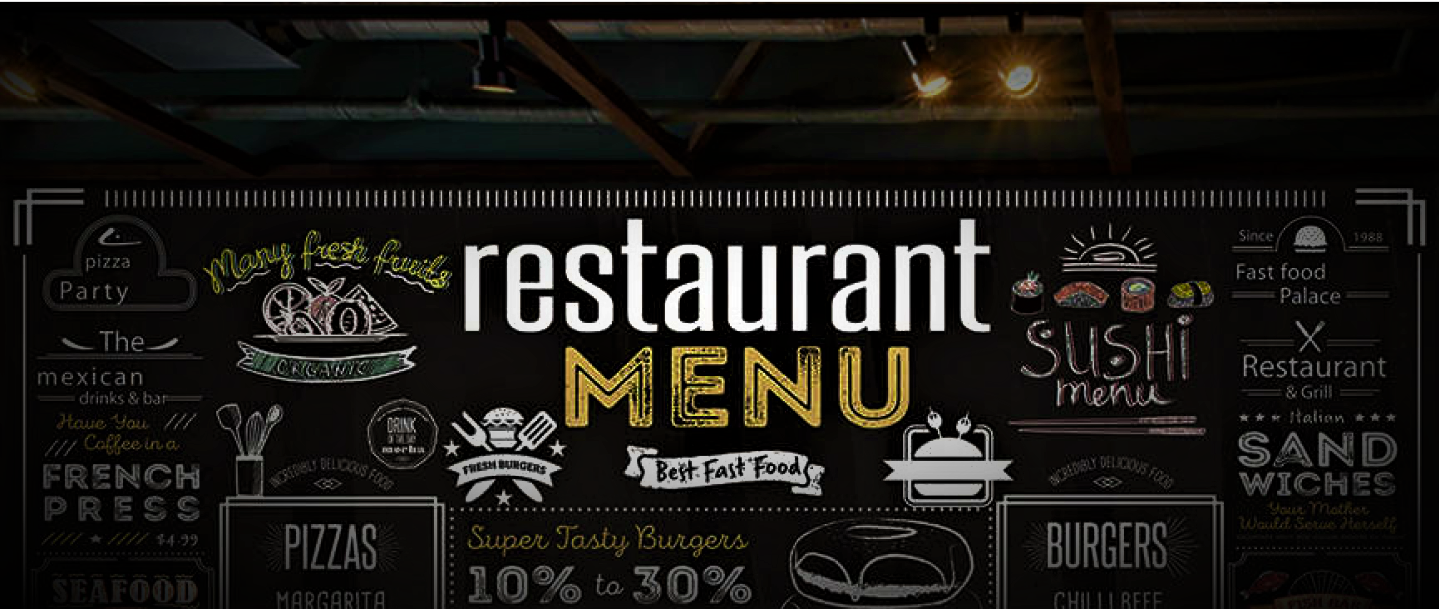 pizza
Party
The
mexican
drinks & bar
Have You
Coffee in a
FRENCH
PRESS
$4.99
SEAFOOD
Many fresh fruits
ORGANIC
DRINK
OF THE DAY
INCREDIBLY DELICIOUS FOOD
PIZZAS
MARGARITA
restaurant
MENU
FRESH BURGERS
Best Fast Food
Super Tasty Burgers
10% to 30%
SUSHi
menu
INCREDIBLY DELICIOUS FOOD
BURGERS
CHILLI BEEF
Since 1988
Fast food
Palace
Restaurant
& Grill
Italian
SAND
WICHES
Your Mother
Would Serve Herself